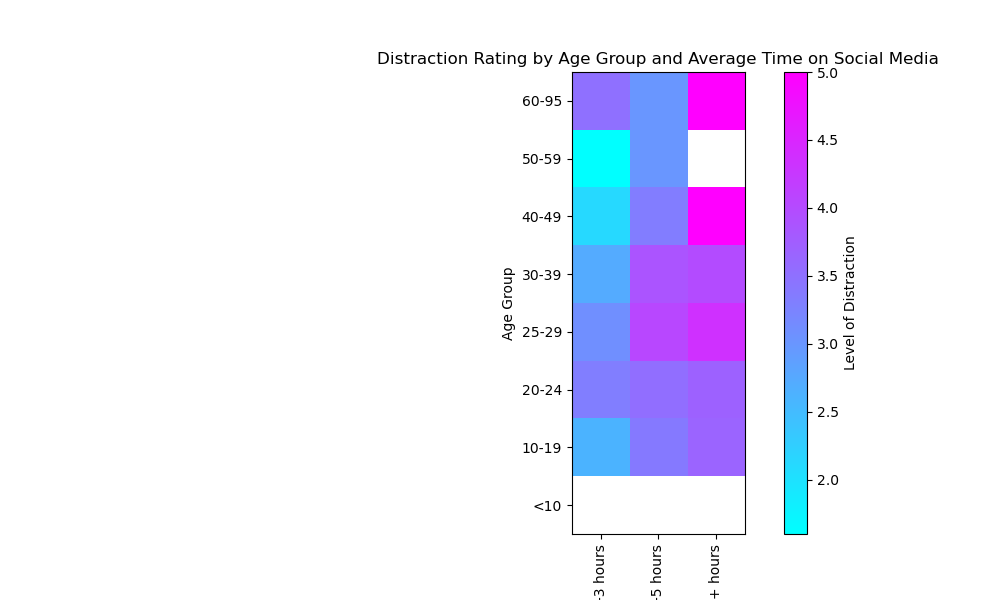 Distraction Rating by Age Group and Average Time on Social Media
60-95
50-59
40-49
30-39
25-29
20-24
10-19
<10
Age Group
-3 hours
-5 hours
+ hours
5.0
4.5
4.0
3.5
3.0
2.5
2.0
Level of Distraction